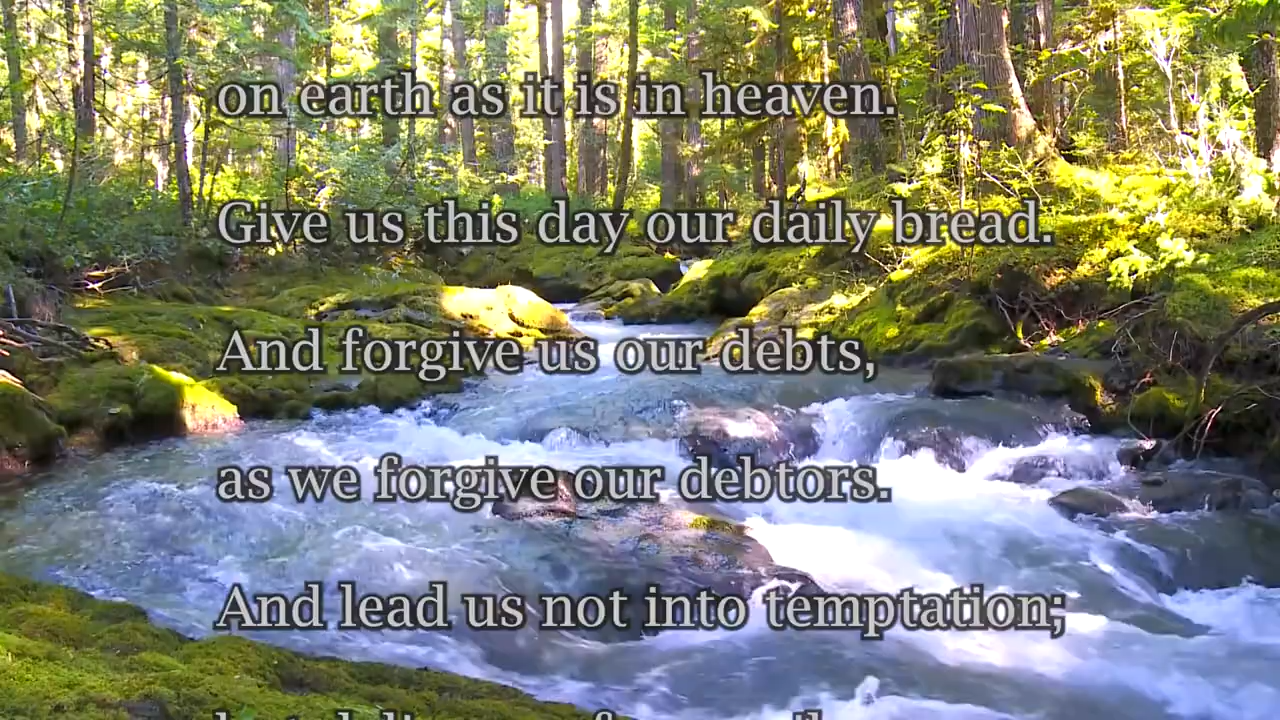 on earth as it is in heaven.
Give us this day our daily bread.
And forgive us our debts,
as we forgive our debtors.
And lead us not into temptation;